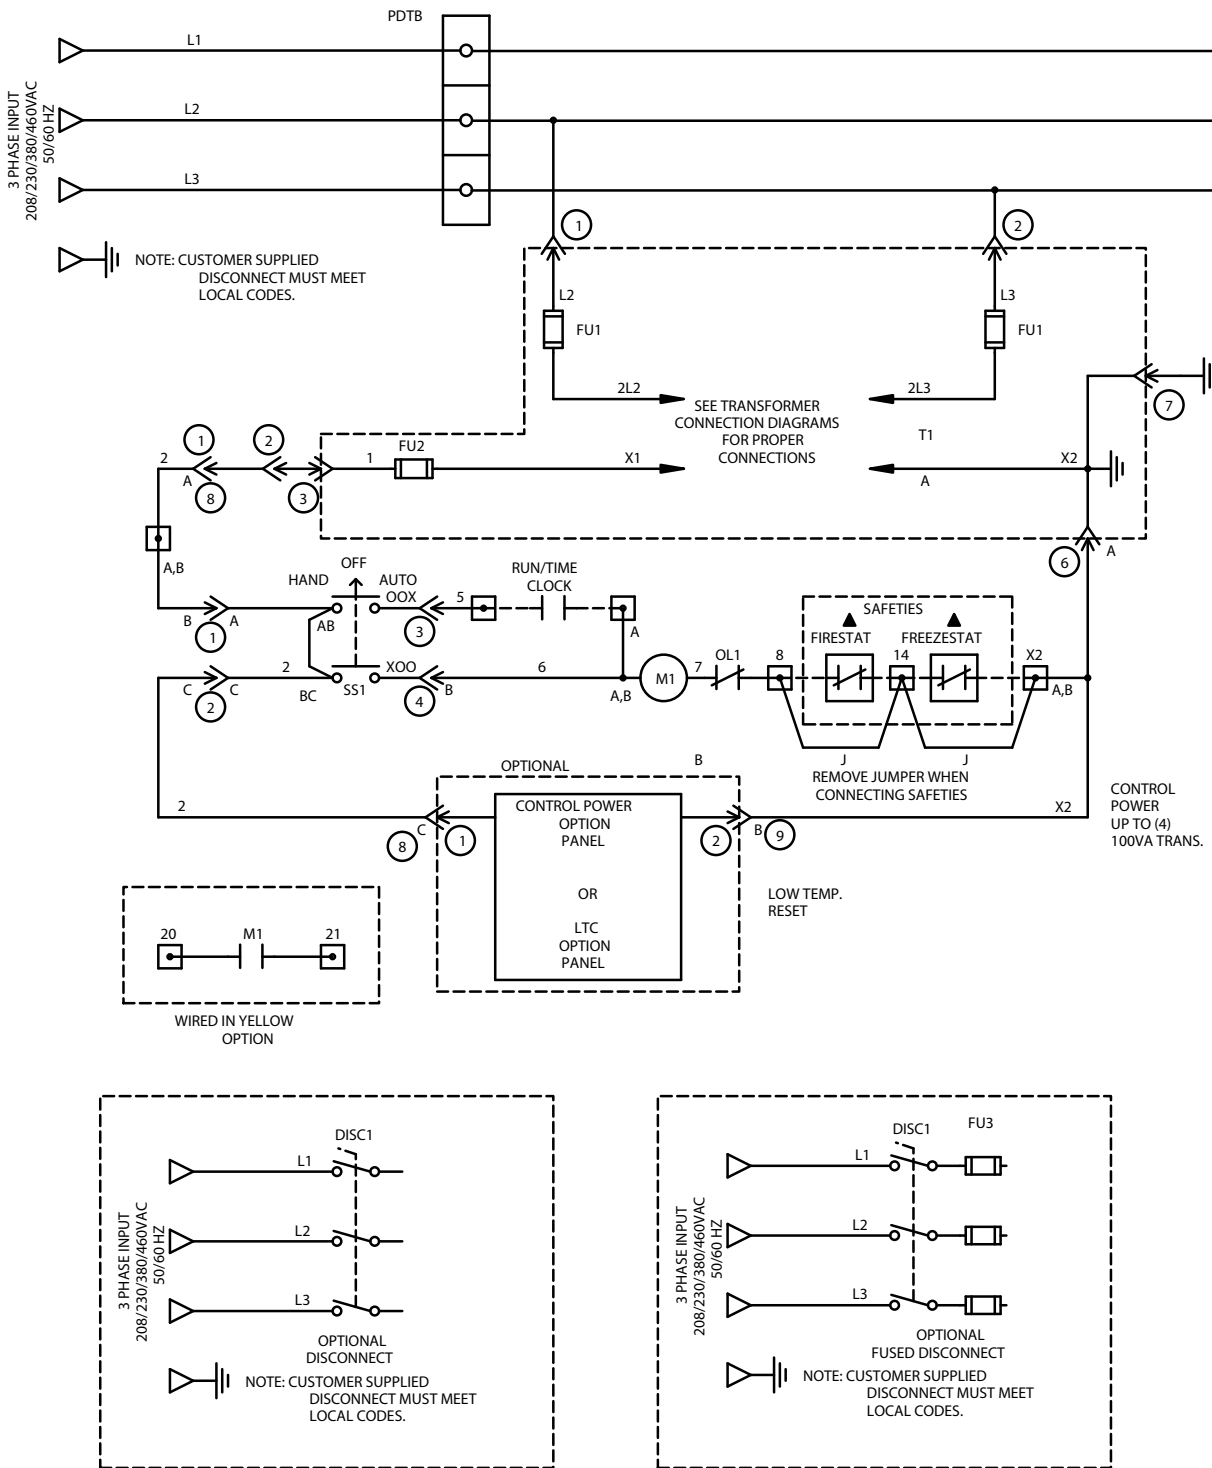 PDTB
L1
L2
L3
3 PHASE INPUT
208/230/380/460VAC
50/60 HZ
NOTE: CUSTOMER SUPPLIED
DISCONNECT MUST MEET
LOCAL CODES.
1
2
L2
L3
FU1
FU1
2L2
2L3
SEE TRANSFORMER
CONNECTION DIAGRAMS
FOR PROPER
CONNECTIONS
T1
7
1
2
FU2
2
1
X1
X2
A
A
8
3
6
A
A,B
OFF
HAND
AUTO
OOX
RUN/TIME
CLOCK
5
B
A
AB
1
3
A
SAFETIES
FIRESTAT
FREEZESTAT
2
XOO
6
OL1
8
14
X2
C
C
BC
SS1
B
A,B
M1
7
A,B
2
4
J
J
REMOVE JUMPER WHEN
CONNECTING SAFETIES
OPTIONAL
B
2
CONTROL POWER
OPTION
PANEL
OR
LTC
OPTION
PANEL
C
8
1
2
B
9
X2
CONTROL
POWER
UP TO (4)
100VA TRANS.
LOW TEMP.
RESET
20
M1
21
WIRED IN YELLOW
OPTION
DISC1
L1
L2
L3
3 PHASE INPUT
208/230/380/460VAC
50/60 HZ
OPTIONAL
DISCONNECT
NOTE: CUSTOMER SUPPLIED
DISCONNECT MUST MEET
LOCAL CODES.
DISC1
FU3
L1
L2
L3
3 PHASE INPUT
208/230/380/460VAC
50/60 HZ
OPTIONAL
FUSED DISCONNECT
NOTE: CUSTOMER SUPPLIED
DISCONNECT MUST MEET
LOCAL CODES.